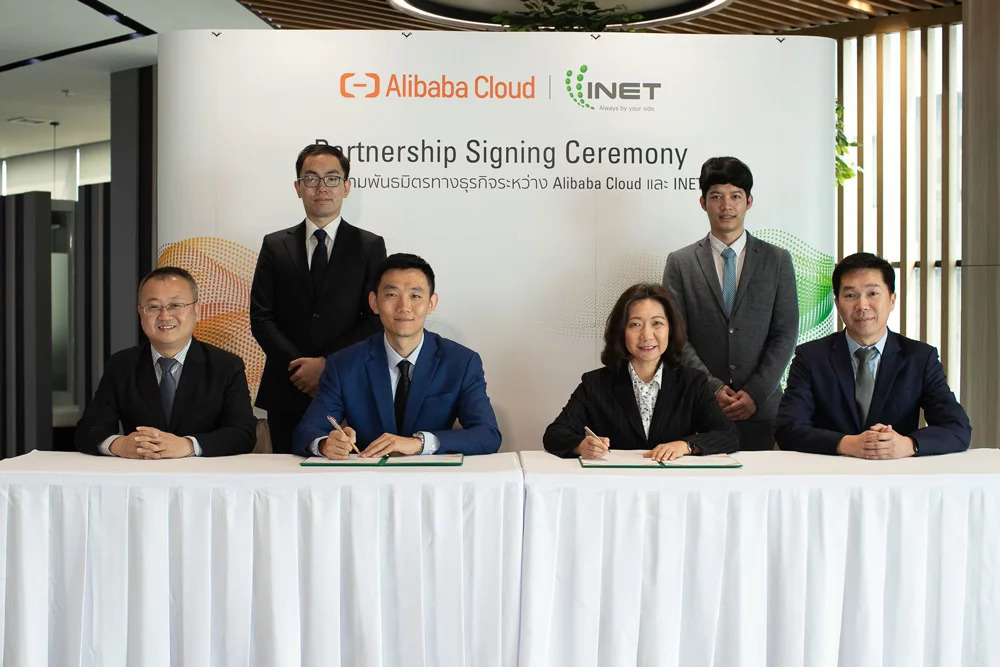 Alibaba Cloud | INET
Always by your side
Partnership Signing Ceremony
พันธมิตรทางธุรกิจระหว่าง Alibaba Cloud และ INET